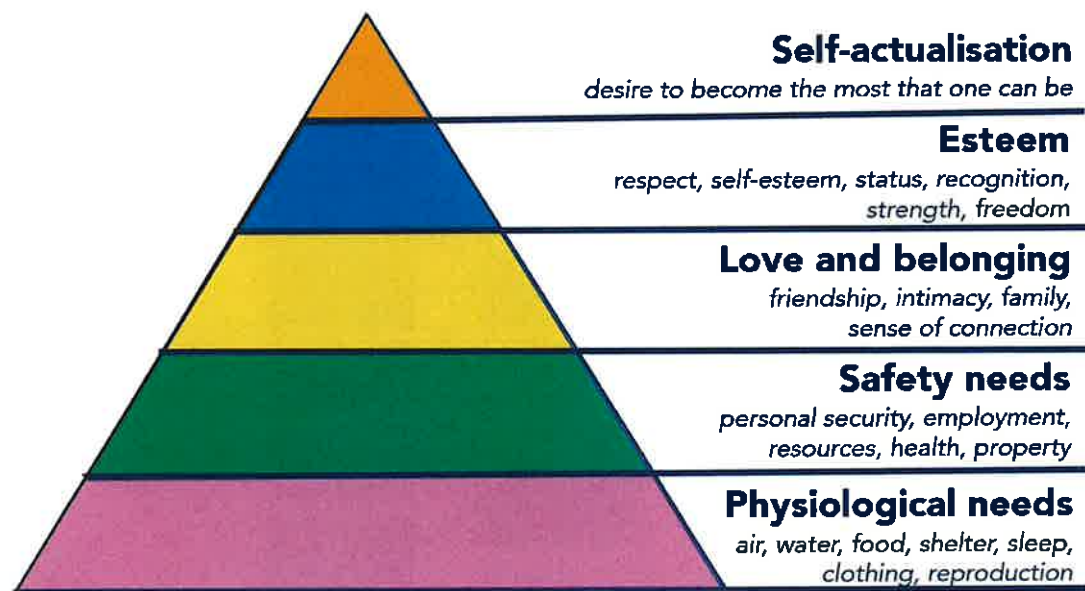 Self-actualisation
desire to become the most that one can be
Esteem
respect, self-esteem, status, recognition,
strength, freedom
Love and belonging
friendship, intimacy, family,
sense of connection
Safety needs
personal security, employment,
resources, health, property
Physiological needs
air, water, food, shelter, sleep,
clothing, reproduction